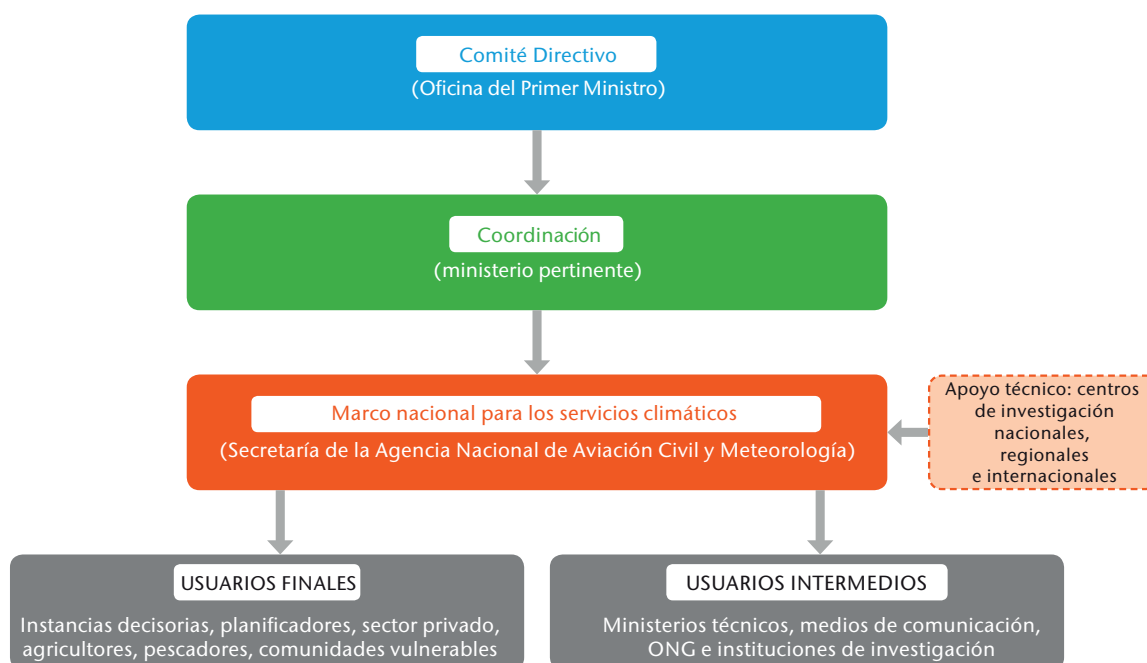 Comité Directivo
(Oficina del Primer Ministro)
Coordinación
(ministerio pertinente)
Marco nacional para los servicios climáticos
(Secretaría de la Agencia Nacional de Aviación Civil y Meteorología)
Apoyo técnico: centros
de investigación
nacionales,
regionales
e internacionales
USUARIOS FINALES
Instancias decisorias, planificadores, sector privado,
agricultores, pescadores, comunidades vulnerables
USUARIOS INTERMEDIOS
Ministerios técnicos, medios de comunicación,
ONG e instituciones de investigación